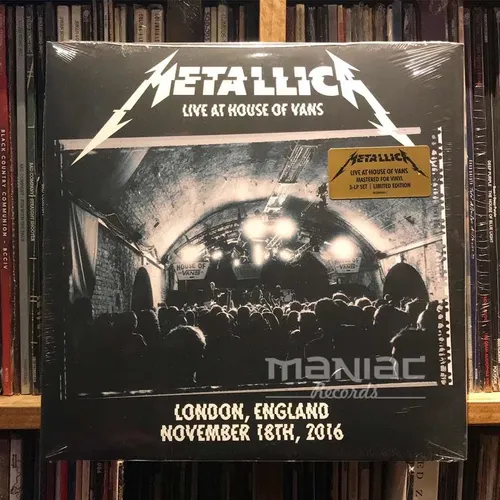 METALLICA
LIVE AT HOUSE OF VANS
METALLICA
LIVE AT HOUSE OF VANS
MASTERED FOR VINYL
3-LP SET | LIMITED EDITION
HOUSE OF
VANS
MANIAC
Records
LONDON, ENGLAND
NOVEMBER 18TH, 2016
BLACK COUNTRY COMMUNION - BCCIV